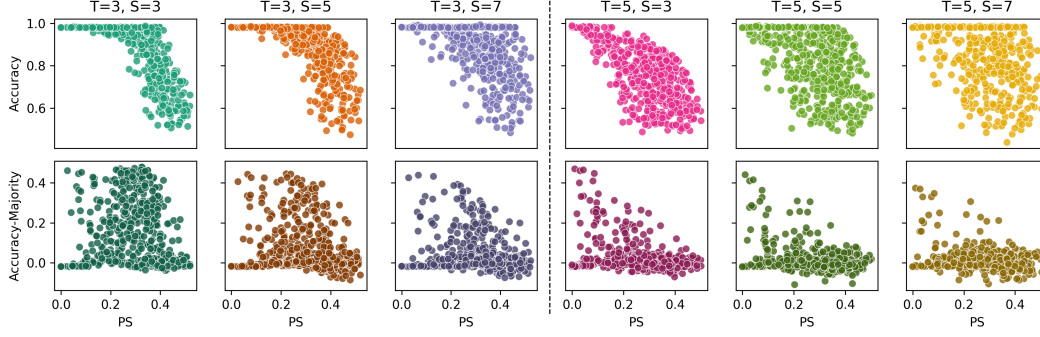 T=3, S=3 T=3, S=5 T=3, S=7 T=5, S=3 T=5, S=5 T=5, S=7
1.0
0.8
0.6
Accuracy
0.4
0.2
0.0
Accuracy-Majority
0.0 0.2 0.4 0.0 0.2 0.4 0.0 0.2 0.4 0.0 0.2 0.4 0.0 0.2 0.4 0.0 0.2 0.4
PS PS PS PS PS PS